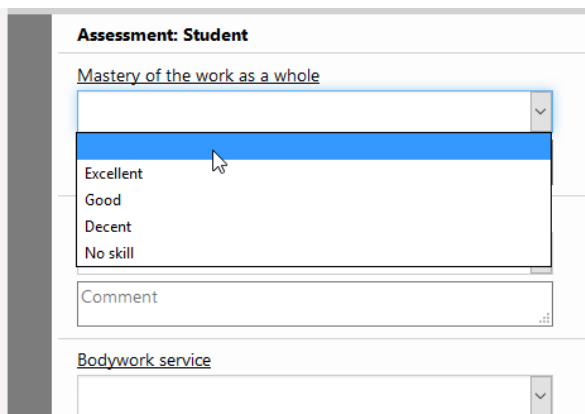 Assessment: Student
Mastery of the work as a whole
Excellent
Good
Decent
No skill
Comment
Bodywork service